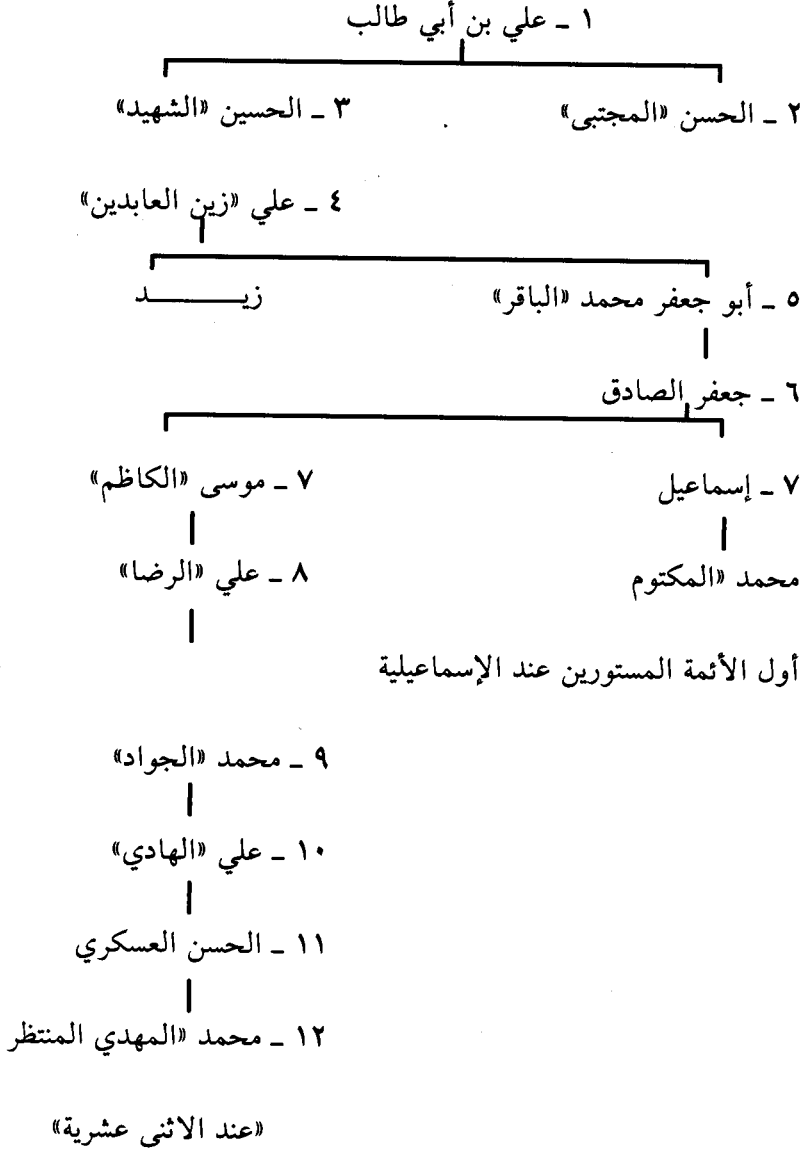 ١ ـ علي بن أبي طالب
٢ ـ الحسن «المجتبى» ٣ ـ الحسين «الشهيد»
٤ ـ علي «زين العابدين»
٥ ـ أبو جعفر محمد «الباقر» زيـــــــد
٦ ـ جعفر الصادق
٧ ـ إسماعيل ٧ ـ موسى «الكاظم»
محمد «المكتوم ٨ ـ علي «الرضا»
أول الأئمة المستورين عند الإسماعيلية
٩ ـ محمد «الجواد»
١٠ ـ علي «الهادي»
١١ ـ الحسن العسكري
١٢ ـ محمد «المهدي المنتظر
«عند الاثنى عشرية»